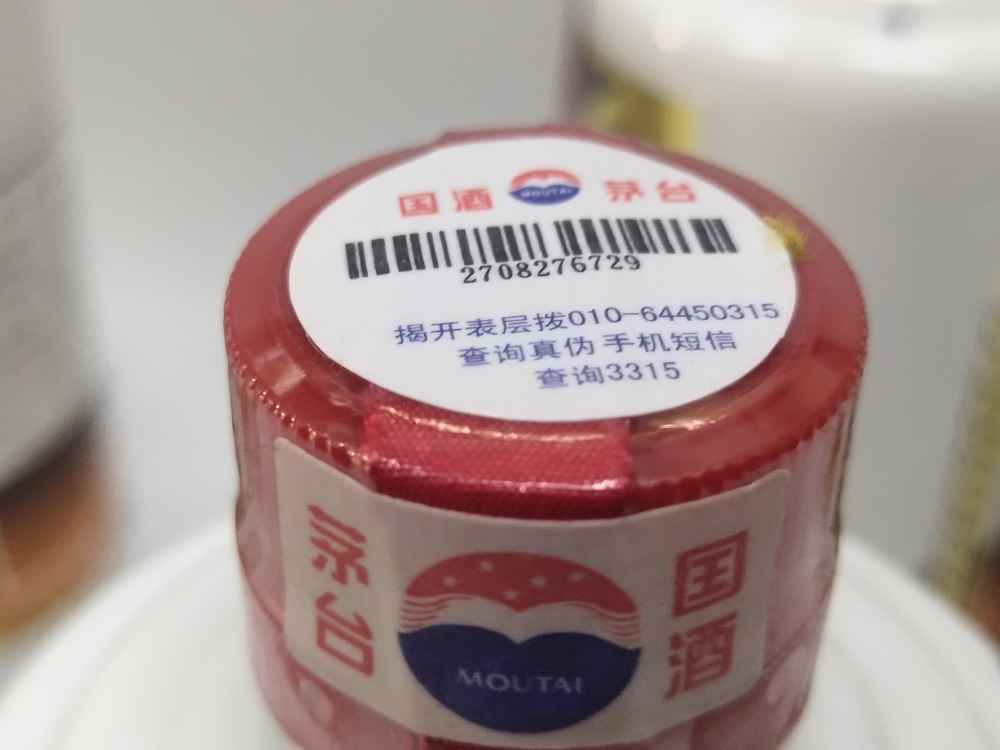 国酒 MOUTAI 茅台
2708276729
揭开表层拨010-64450315
查询真伪 手机短信
查询3315
茅台
MOUTAI
国酒